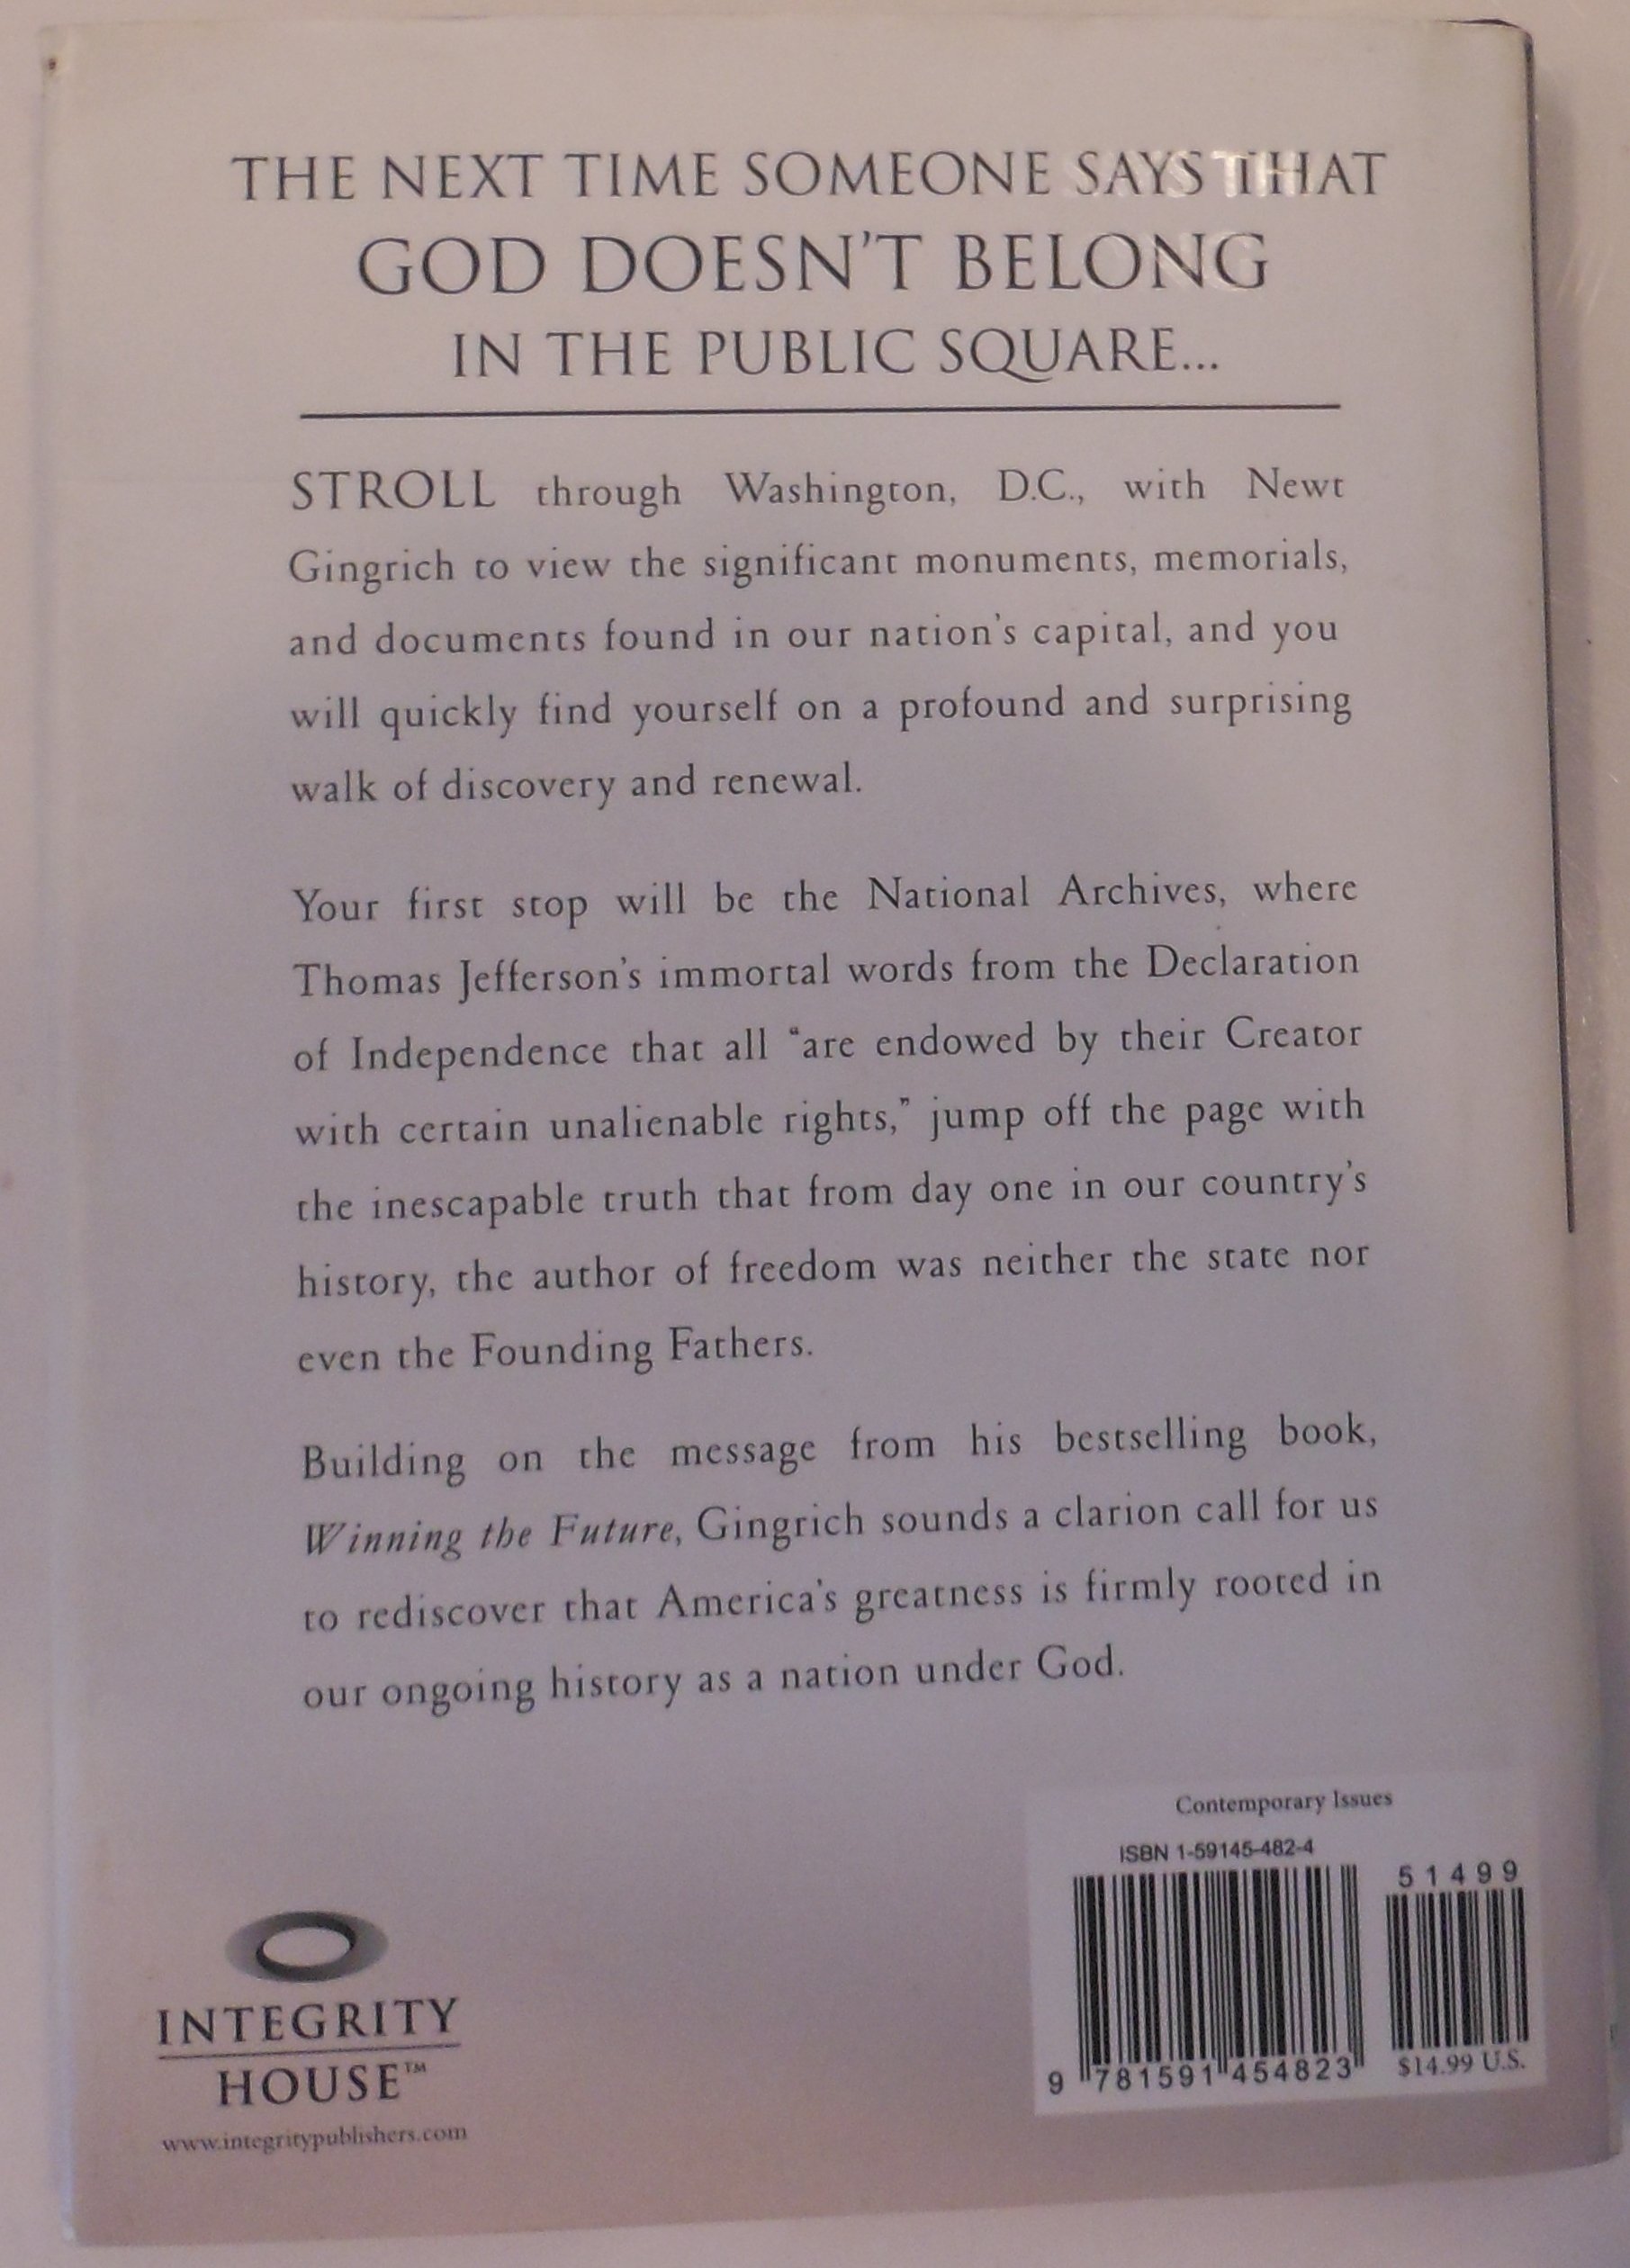 THE NEXT TIME SOMEONE SAYS THAT
GOD DOESN'T BELONG
IN THE PUBLIC SQUARE...
STROLL through Washington, D.C., with Newt
Gingrich to view the significant monuments, memorials,
and documents found in our nation's capital, and you
will quickly find yourself on a profound and surprising
walk of discovery and renewal.
Your first stop will be the National Archives, where
Thomas Jefferson's immortal words from the Declaration
of Independence that all "are endowed by their Creator
with certain unalienable rights," jump off the page with
the inescapable truth that from day one in our country's
history, the author of freedom was neither the state nor
even the Founding Fathers.
Building on the message from his bestselling book,
Winning the Future, Gingrich sounds a clarion call for us
to rediscover that America's greatness is firmly rooted in
our ongoing history as a nation under God.
INTEGRITY
HOUSE™
www.integritypublishers.com
Contemporary Issues
ISBN 1-59145-482-4
51499
9 781591 454823
$14.99 U.S.